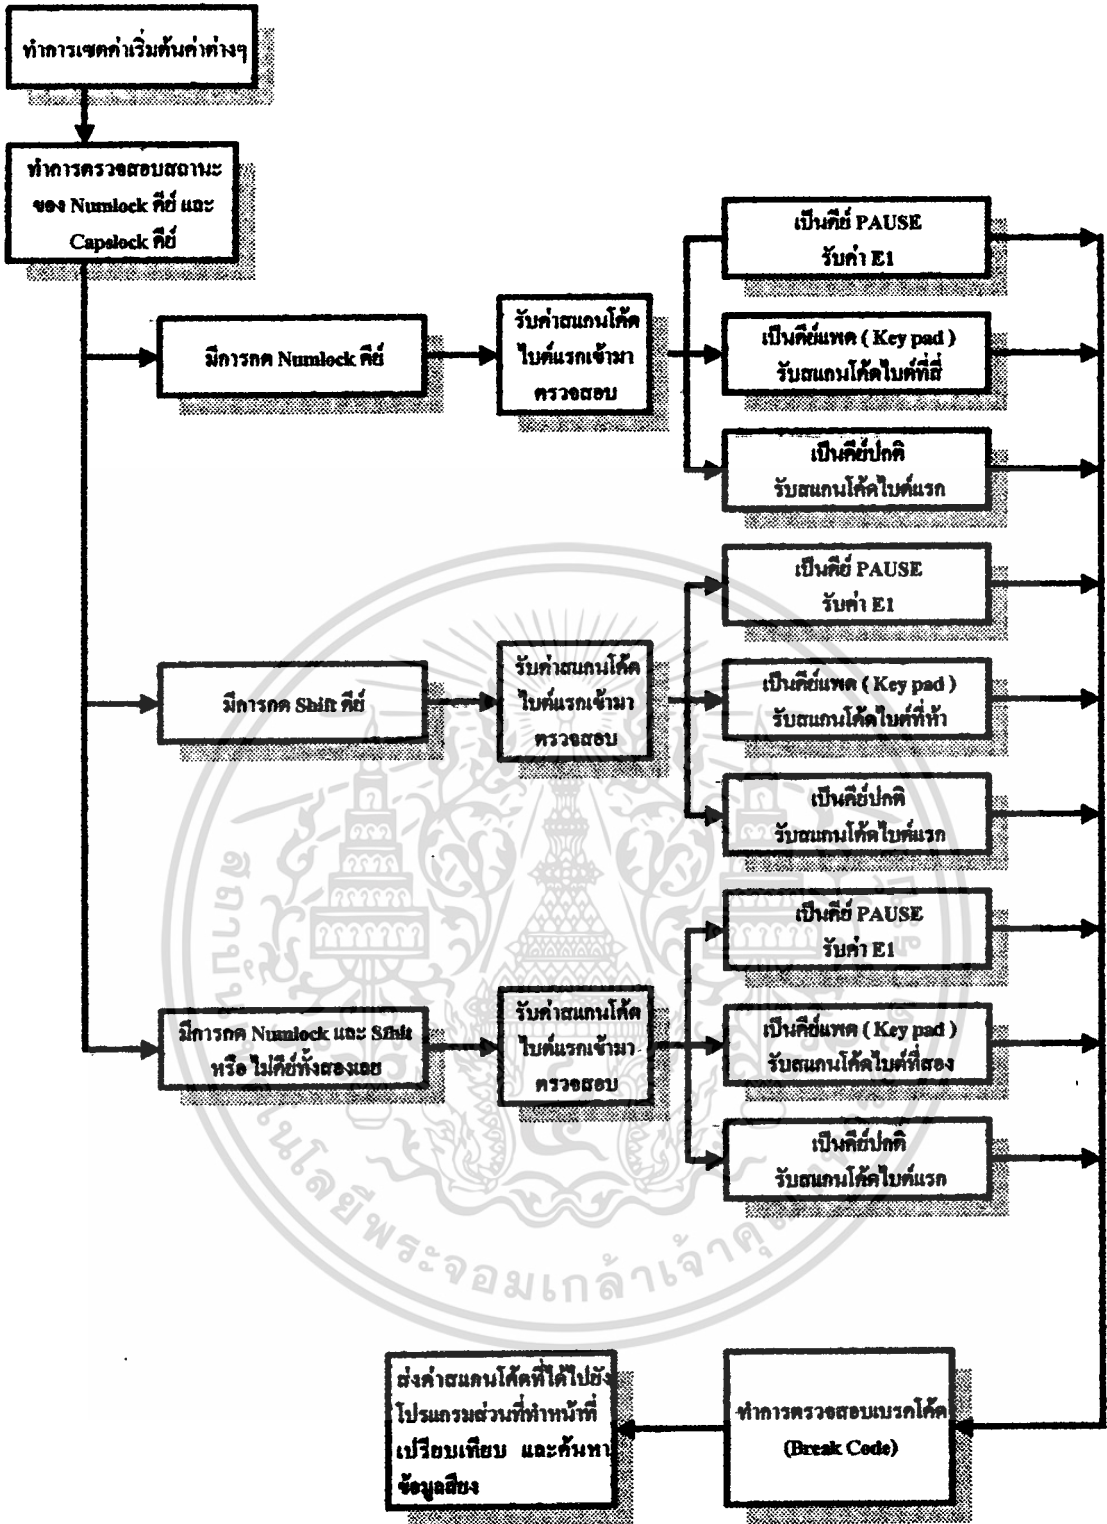 ทำการเซตค่าเริ่มต้นค่าต่างๆ
ทำการตรวจสอบสถานะ
ของ Numlock คีย์ และ
Capslock คีย์
มีการกด Numlock คีย์
รับค่าสแกนโค้ด
ไบต์แรกเข้ามา
ตรวจสอบ
เป็นคีย์ PAUSE
รับค่า E1
เป็นคีย์แพด ( Key pad )
รับสแกนโค้ดไบต์ที่สี่
เป็นคีย์ปกติ
รับสแกนโค้ดไบต์แรก
มีการกด Shift คีย์
รับค่าสแกนโค้ด
ไบต์แรกเข้ามา
ตรวจสอบ
เป็นคีย์ PAUSE
รับค่า E1
เป็นคีย์แพด ( Key pad )
รับสแกนโค้ดไบต์ที่ห้า
เป็นคีย์ปกติ
รับสแกนโค้ดไบต์แรก
มีการกด Numlock และ Sihit
หรือ ไม่คีย์ทั้งสองเลย
รับค่าสแกนโค้ด
ไบต์แรกเข้ามา
ตรวจสอบ
เป็นคีย์ PAUSE
รับค่า E1
เป็นคีย์แพด ( Key pad )
รับสแกนโค้ดไบต์ที่สอง
เป็นคีย์ปกติ
รับสแกนโค้ดไบต์แรก
ทำการตรวจสอบเบรคโค้ด
(Break Code)
ส่งค่าสแกนโค้ดที่ได้ไปยัง
โปรแกรมส่วนที่ทำหน้าที่
เปรียบเทียบ และค้นหา
ข้อมูลสียง
พระจอมเกล้าเจ้าคุณ